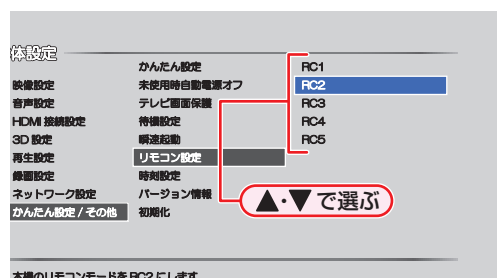 体設定
映像設定
音声設定
HDMI 接続設定
3D 設定
再生設定
録画設定
ネットワーク設定
かんたん設定 / その他
かんたん設定
未使用時自動電源オフ
テレビ画面保護
待機設定
瞬速起動
リモコン設定
時刻設定
バージョン情報
初期化
RC1
RC2
RC3
RC4
RC5
▲・▼で選ぶ
本機のリモコンモードを RC2 にします。